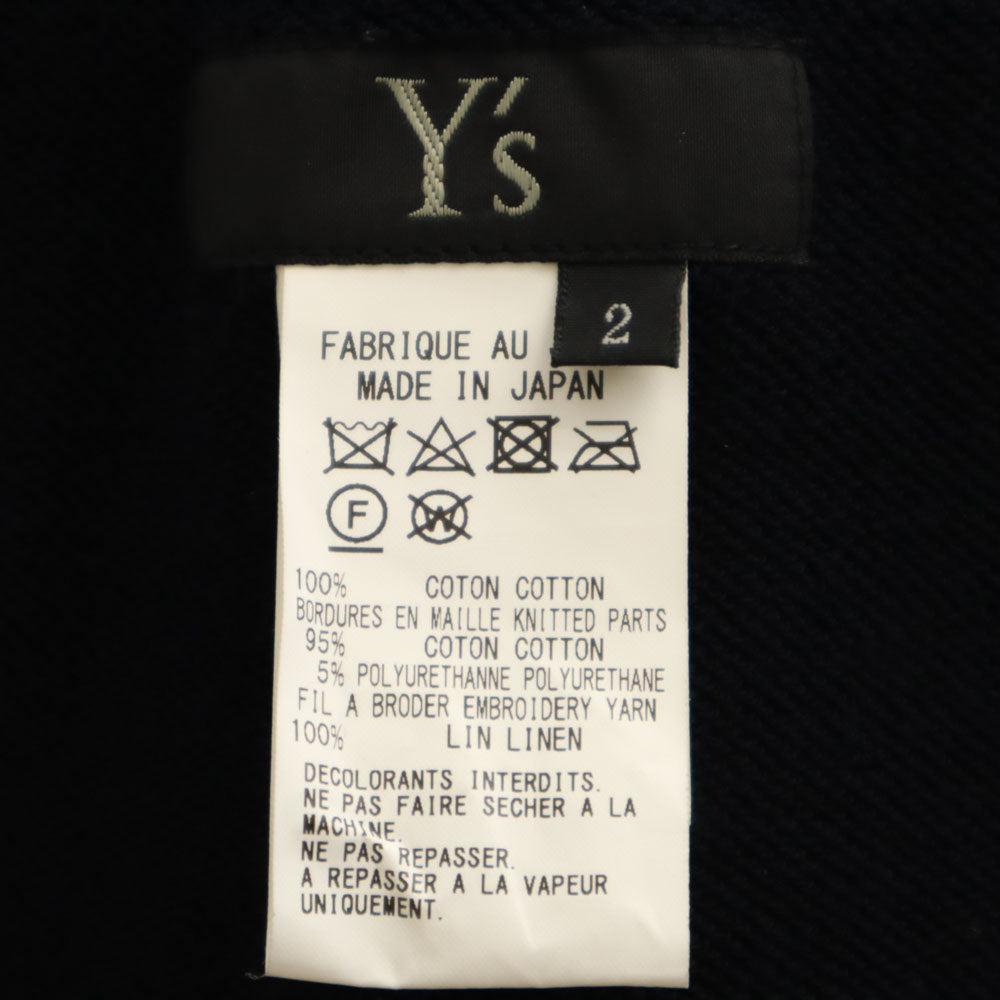 Y's
2
FABRIQUE AU
MADE IN JAPAN
F W
100% COTON COTTON
BORDURES EN MAILLE KNITTED PARTS
95% COTON COTTON
5% POLYURETHANNE POLYURETHANE
FIL A BRODER EMBROIDERY YARN
100% LIN LINEN
DECOLORANTS INTERDITS.
NE PAS FAIRE SECHER A LA
MACHINE.
NE PAS REPASSER.
A REPASSER A LA VAPEUR
UNIQUEMENT.